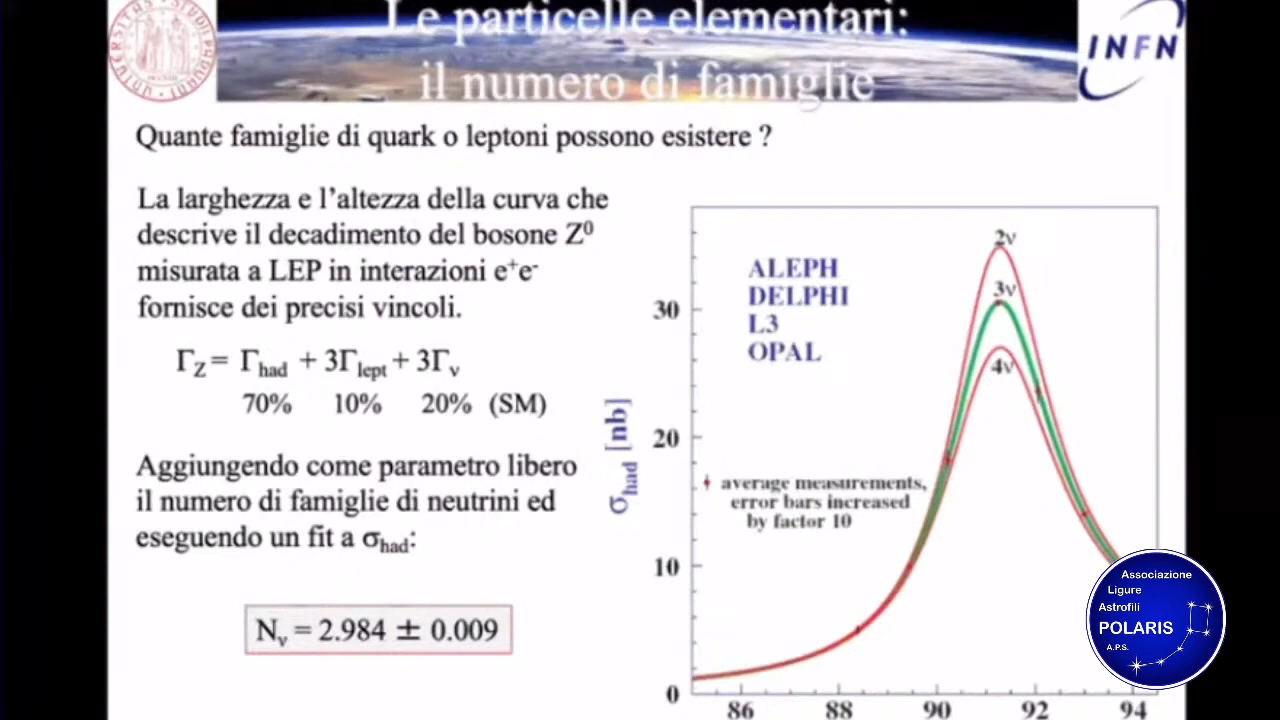 Le particelle elementari:
il numero di famiglie
INFN
Quante famiglie di quark o leptoni possono esistere ?
La larghezza e l’altezza della curva che
descrive il decadimento del bosone Z⁰
misurata a LEP in interazioni e⁺e⁻
fornisce dei precisi vincoli.
Γ_Z = Γ_had + 3Γ_lept + 3Γ_ν
70% 10% 20% (SM)
Aggiungendo come parametro libero
il numero di famiglie di neutrini ed
eseguendo un fit a σ_had:
N_ν = 2.984 ± 0.009
σ_had [nb]
30
20
10
0
86 88 90 92 94
ALEPH
DELPHI
L3
OPAL
2ν
3ν
4ν
average measurements,
error bars increased
by factor 10
Associazione
Ligure
Astrofili
POLARIS
A.P.S.